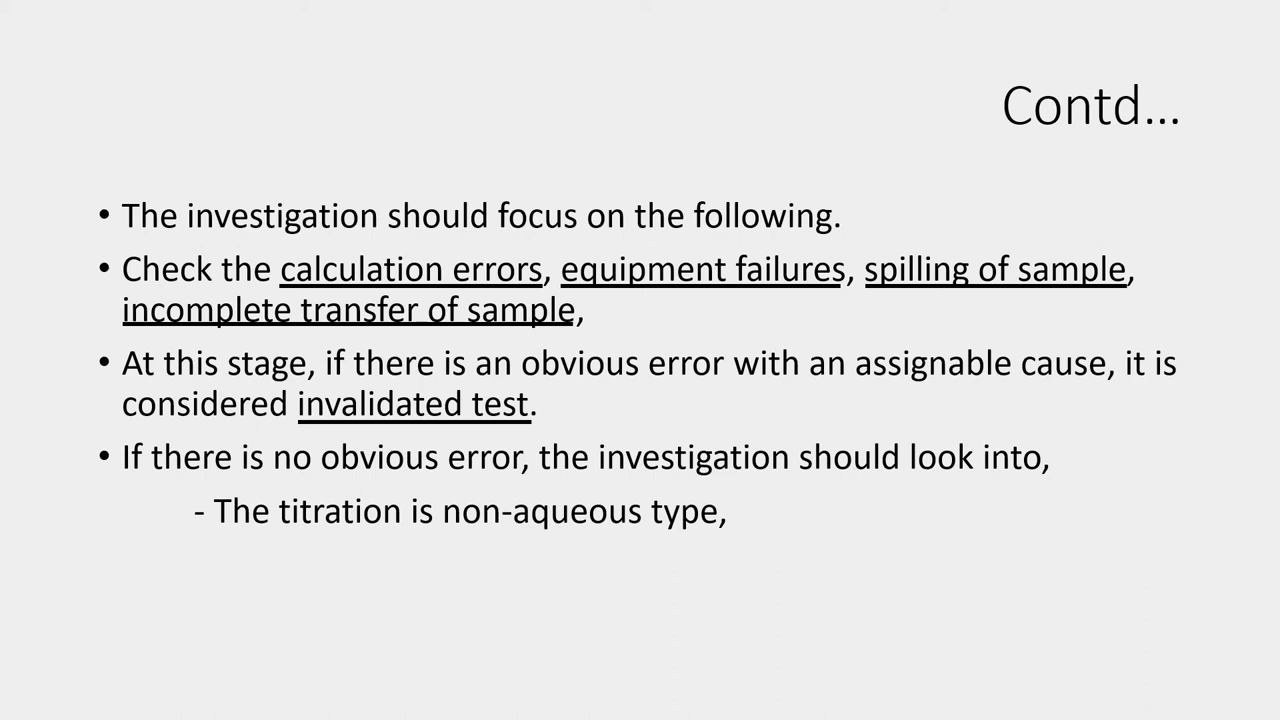 Contd...
• The investigation should focus on the following.
• Check the calculation errors, equipment failures, spilling of sample,
incomplete transfer of sample,
• At this stage, if there is an obvious error with an assignable cause, it is
considered invalidated test.
• If there is no obvious error, the investigation should look into,
- The titration is non-aqueous type,